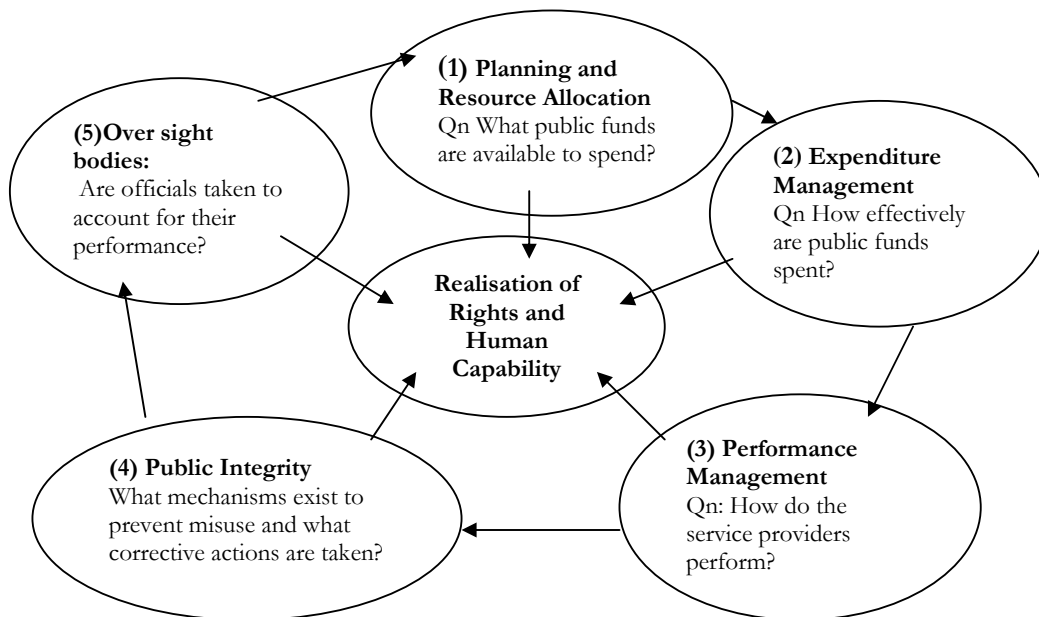 (1) Planning and
Resource Allocation
Qn What public funds
are available to spend?
(2) Expenditure
Management
Qn How effectively
are public funds
spent?
(3) Performance
Management
Qn: How do the
service providers
perform?
(4) Public Integrity
What mechanisms exist to
prevent misuse and what
corrective actions are taken?
(5)Over sight
bodies:
Are officials taken to
account for their
performance?
Realisation of
Rights and
Human
Capability